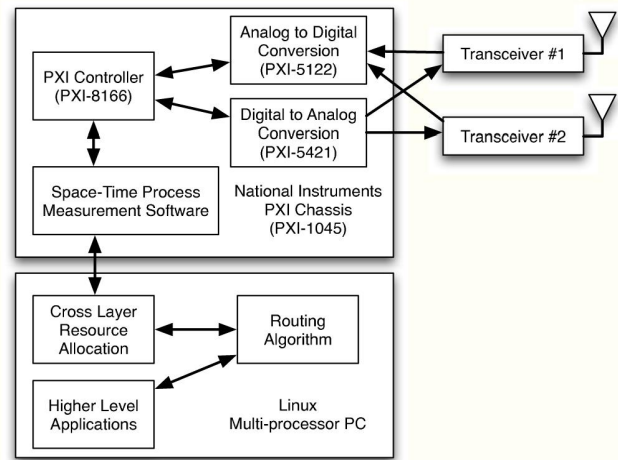 Analog to Digital
Conversion
(PXI-5122)
Transceiver #1
PXI Controller
(PXI-8166)
Digital to Analog
Conversion
(PXI-5421)
Transceiver #2
Space-Time Process
Measurement Software
National Instruments
PXI Chassis
(PXI-1045)
Cross Layer
Resource
Allocation
Routing
Algorithm
Higher Level
Applications
Linux
Multi-processor PC